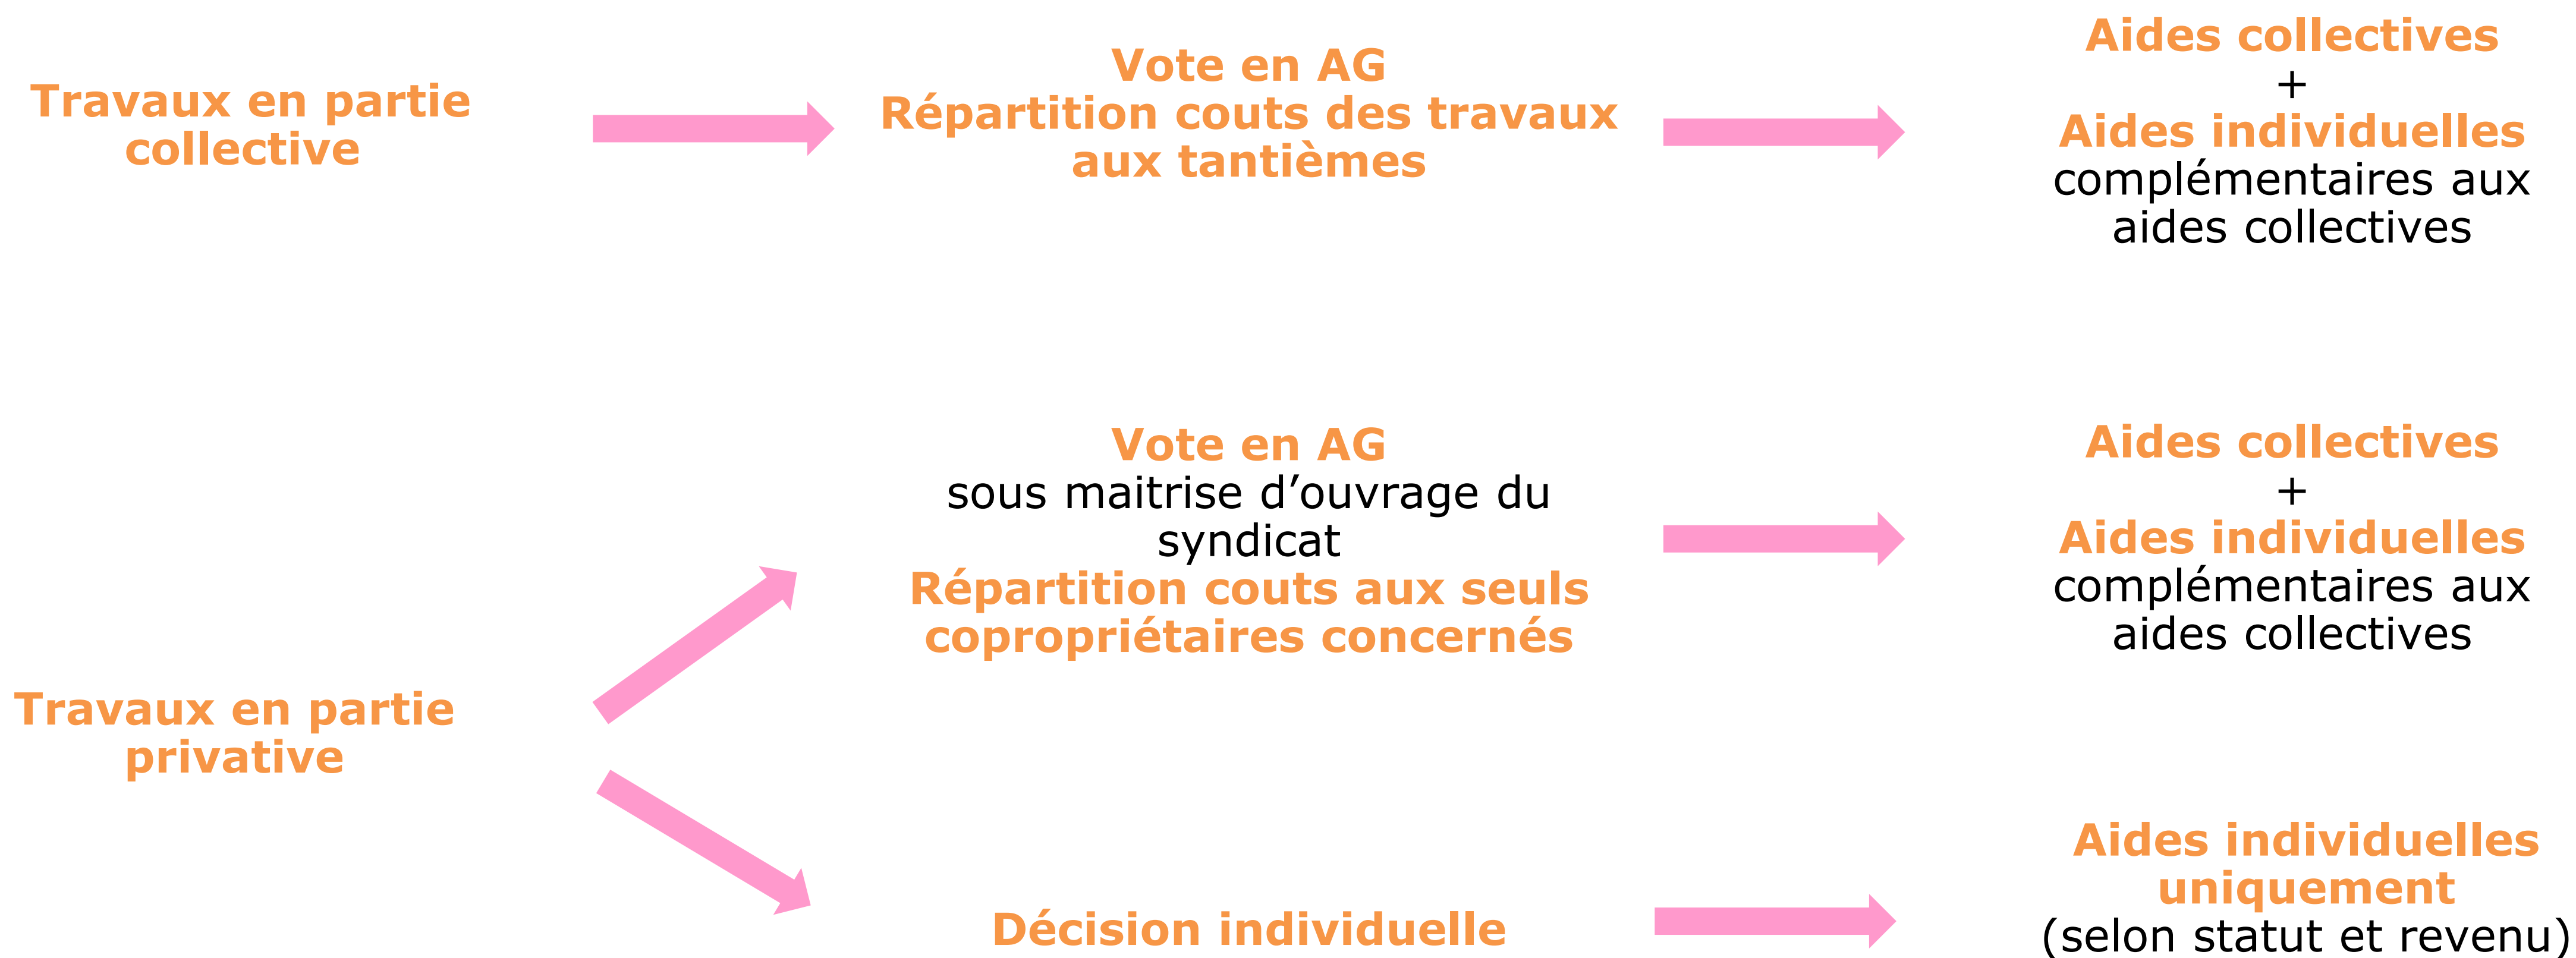 Travaux en partie
collective
Vote en AG
Répartition couts des travaux
aux tantièmes
Aides collectives
+
Aides individuelles
complémentaires aux
aides collectives
Travaux en partie
privative
Vote en AG
sous maitrise d’ouvrage du
syndicat
Répartition couts aux seuls
copropriétaires concernés
Aides collectives
+
Aides individuelles
complémentaires aux
aides collectives
Décision individuelle
Aides individuelles
uniquement
(selon statut et revenu)